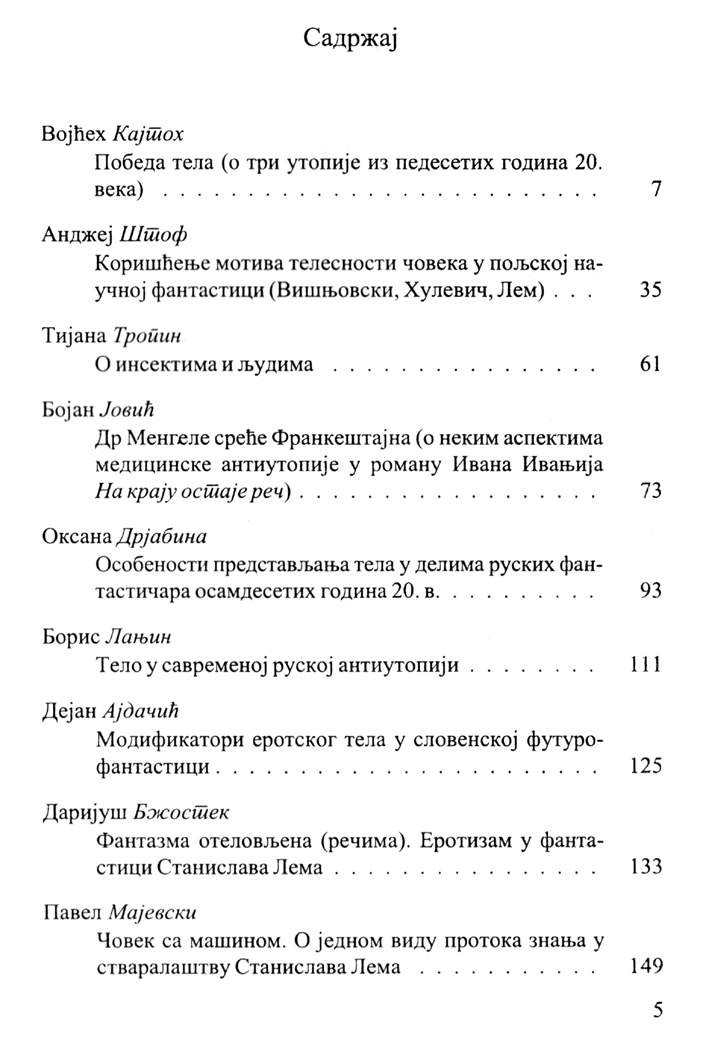 Садржај
Војћех Кајтох
Победа тела (о три утопије из педесетих година 20.
века) . . . . . . . . . . . . . . . . . . . . . . . . . . . . . . 7
Анджеј Штоф
Коришћење мотива телесности човека у пољској на-
учној фантастици (Вишњовски, Хулевич, Лем) . . . 35
Тијана Тропин
О инсектима и људима . . . . . . . . . . . . . . . . . . 61
Бојан Јовић
Др Менгеле среће Франкештајна (о неким аспектима
медицинске антиутопије у роману Ивана Ивањија
На крају остаје реч) . . . . . . . . . . . . . . . . . . . . 73
Оксана Дрјабина
Особености представљања тела у делима руских фан-
тастичара осамдесетих година 20. в. . . . . . . . . . . 93
Борис Лањин
Тело у савременој руској антиутопији . . . . . . . . 111
Дејан Ајдачић
Модификатори еротског тела у словенској футуро-
фантастици . . . . . . . . . . . . . . . . . . . . . . . . . . 125
Даријуш Бжостек
Фантазма отеловљена (речима). Еротизам у фанта-
стици Станислава Лема . . . . . . . . . . . . . . . . . . 133
Павел Мајевски
Човек са машином. О једном виду протока знања у
стваралаштву Станислава Лема . . . . . . . . . . . . 149
5